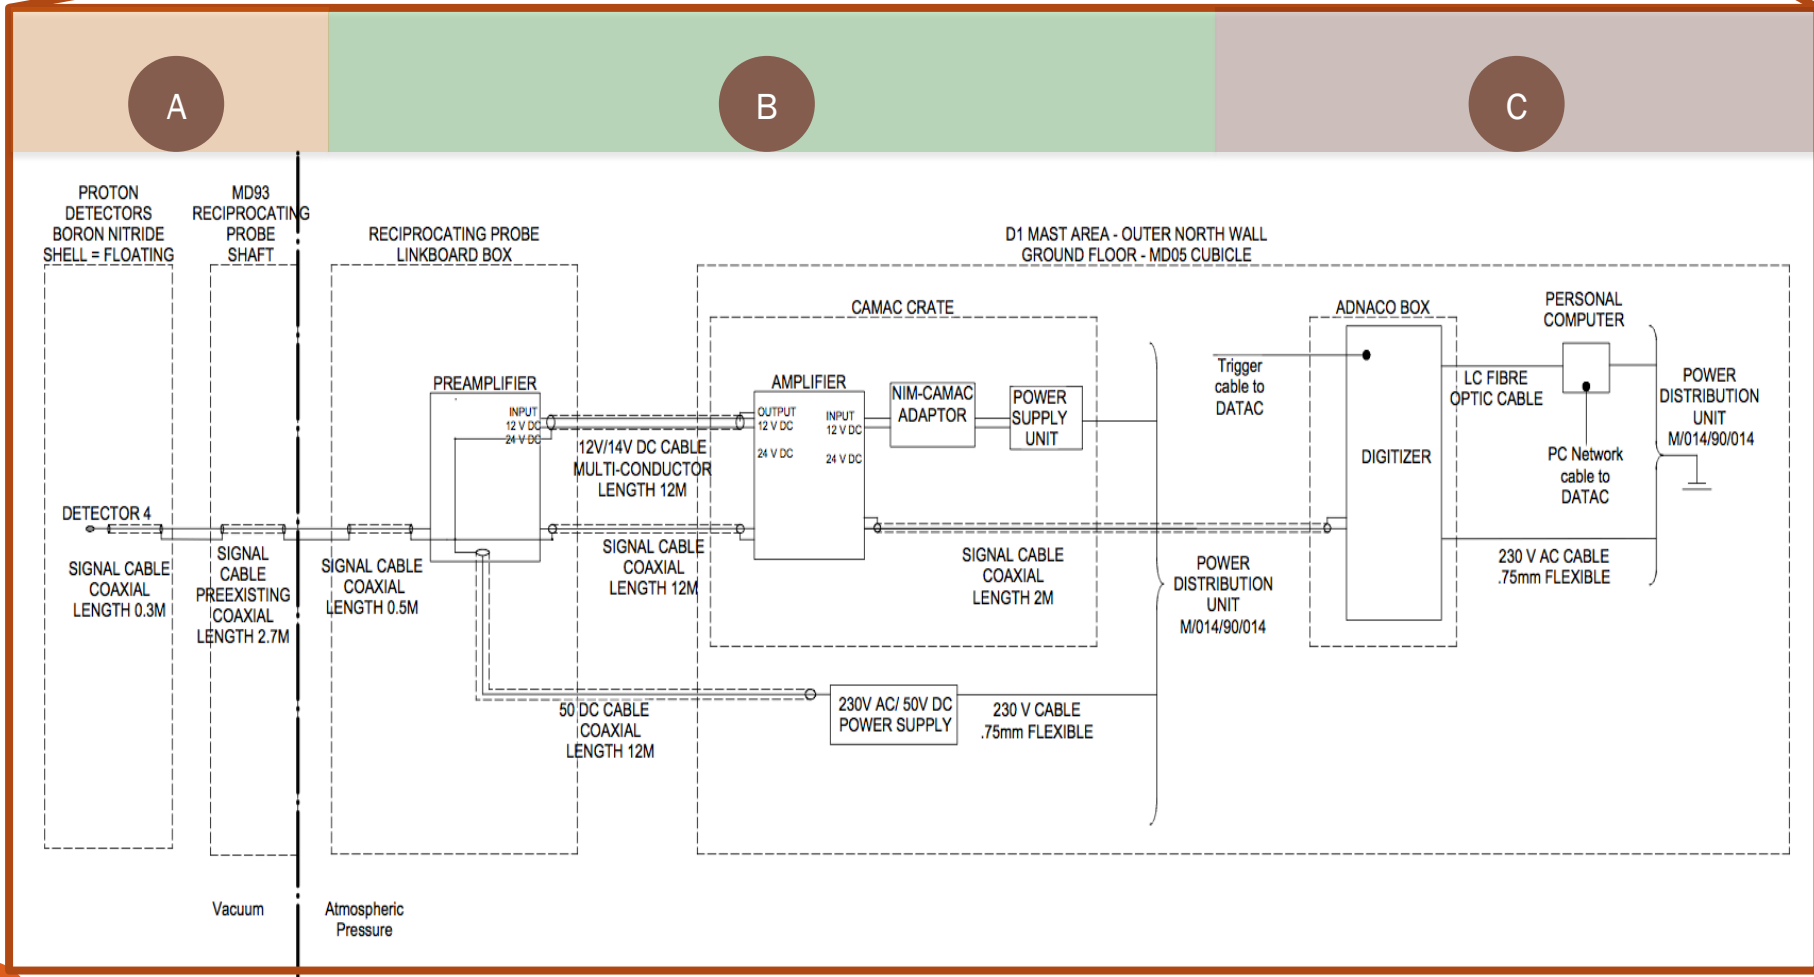 A
B
C
PROTON
DETECTORS
BORON NITRIDE
SHELL = FLOATING
MD93
RECIPROCATING
PROBE
SHAFT
RECIPROCATING PROBE
LINKBOARD BOX
D1 MAST AREA - OUTER NORTH WALL
GROUND FLOOR - MD05 CUBICLE
CAMAC CRATE
ADNACO BOX
PERSONAL
COMPUTER
PREAMPLIFIER
INPUT
12 V DC
24 V DC
12V/14V DC CABLE
MULTI-CONDUCTOR
LENGTH 12M
AMPLIFIER
OUTPUT
12 V DC
24 V DC
INPUT
12 V DC
24 V DC
NIM-CAMAC
ADAPTOR
POWER
SUPPLY
UNIT
Trigger
cable to
DATAC
DIGITIZER
LC FIBRE
OPTIC CABLE
PC Network
cable to
DATAC
POWER
DISTRIBUTION
UNIT
M/014/90/014
DETECTOR 4
SIGNAL CABLE
COAXIAL
LENGTH 0.3M
SIGNAL
CABLE
PREEXISTING
COAXIAL
LENGTH 2.7M
SIGNAL CABLE
COAXIAL
LENGTH 0.5M
SIGNAL CABLE
COAXIAL
LENGTH 12M
SIGNAL CABLE
COAXIAL
LENGTH 2M
POWER
DISTRIBUTION
UNIT
M/014/90/014
230 V AC CABLE
.75mm FLEXIBLE
50 DC CABLE
COAXIAL
LENGTH 12M
230V AC/ 50V DC
POWER SUPPLY
230 V CABLE
.75mm FLEXIBLE
Vacuum
Atmospheric
Pressure